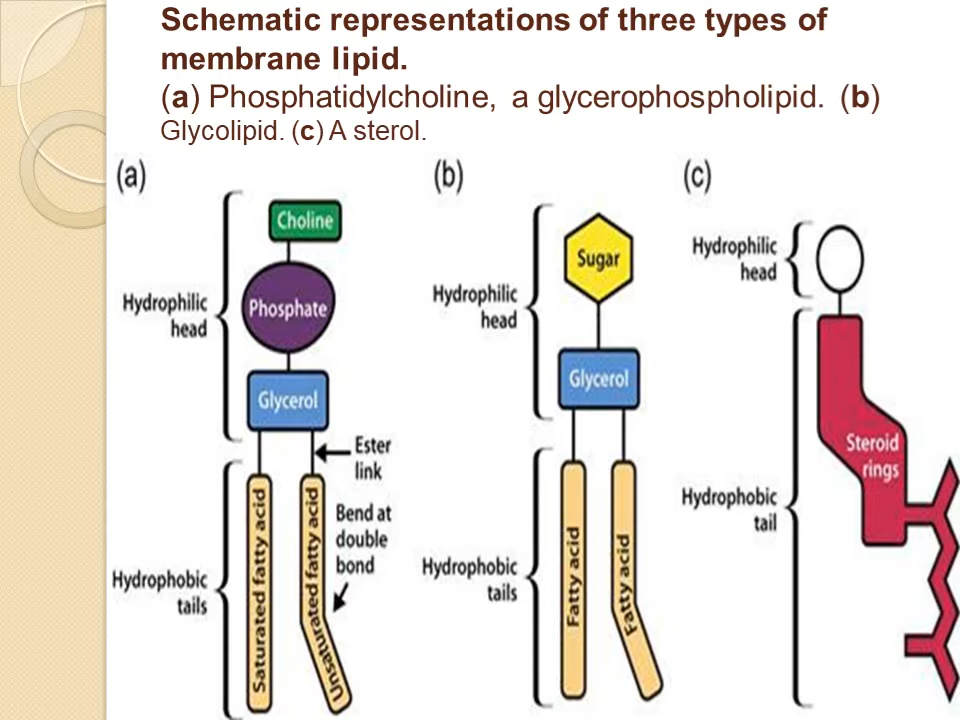 Schematic representations of three types of
membrane lipid.
(a) Phosphatidylcholine, a glycerophospholipid. (b)
Glycolipid. (c) A sterol.
(a)
Choline
Phosphate
Glycerol
Hydrophilic
head
Ester
link
Bend at
double
bond
Hydrophobic
tails
Saturated fatty acid
Unsaturated fatty acid
(b)
Sugar
Hydrophilic
head
Glycerol
Hydrophobic
tails
Fatty acid
Fatty acid
(c)
Hydrophilic
head
Steroid
rings
Hydrophobic
tail